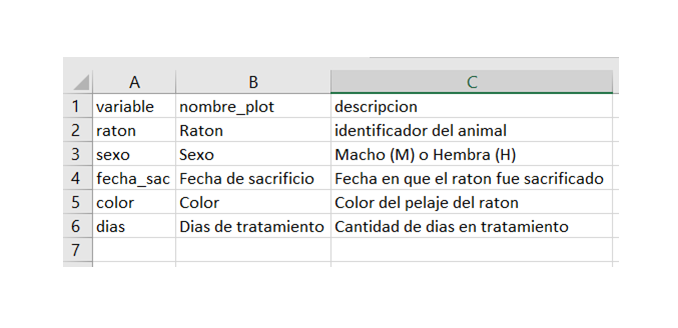 A B C
1 variable nombre_plot descripcion
2 raton Raton identificador del animal
3 sexo Sexo Macho (M) o Hembra (H)
4 fecha_sac Fecha de sacrificio Fecha en que el raton fue sacrificado
5 color Color Color del pelaje del raton
6 dias Dias de tratamiento Cantidad de dias en tratamiento
7